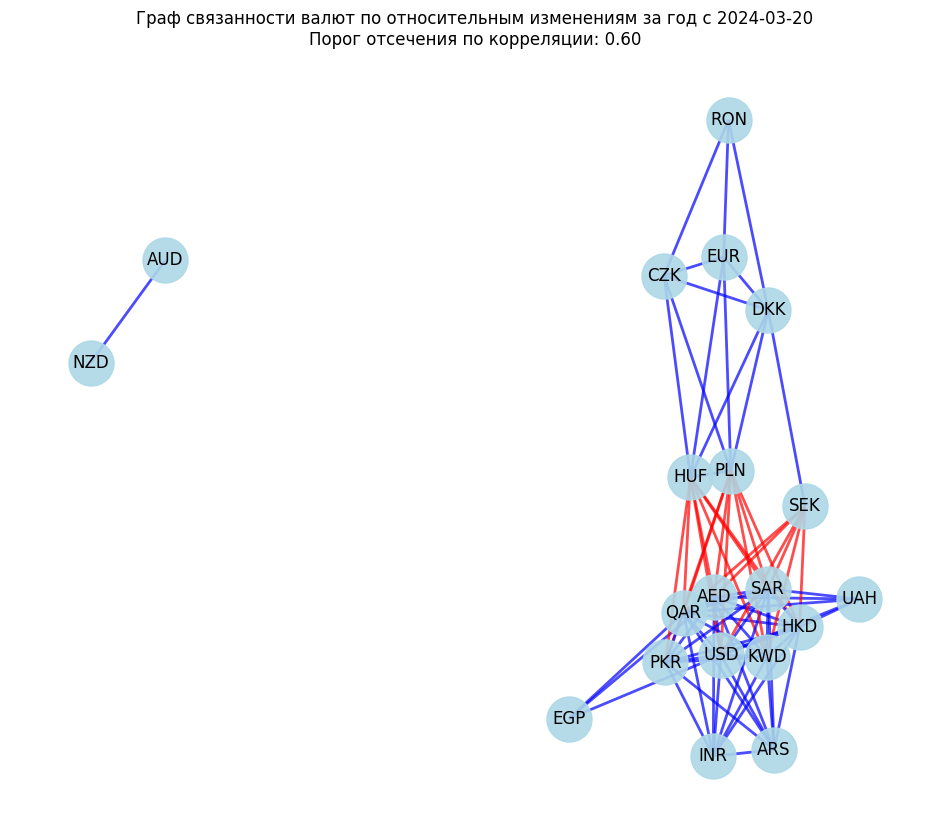 Граф связанности валют по относительным изменениям за год с 2024-03-20
Порог отсечения по корреляции: 0.60
RON
AUD
EUR
CZK
DKK
NZD
HUF
PLN
SEK
SAR
AED
UAH
QAR
HKD
USD
KWD
PKR
EGP
ARS
INR